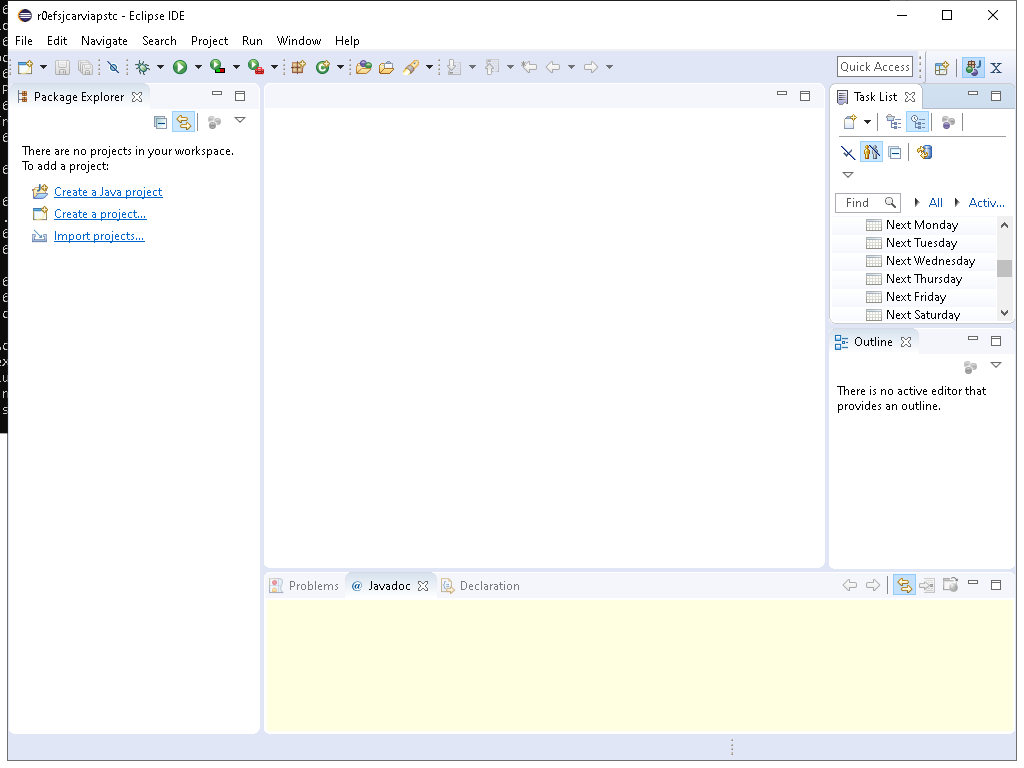 r0efsjcarviapstc - Eclipse IDE
File Edit Navigate Search Project Run Window Help
Quick Access
Package Explorer
There are no projects in your workspace.
To add a project:
Create a Java project
Create a project...
Import projects...
Task List
Find All Activ...
Next Monday
Next Tuesday
Next Wednesday
Next Thursday
Next Friday
Next Saturday
Outline
There is no active editor that
provides an outline.
Problems @ Javadoc Declaration